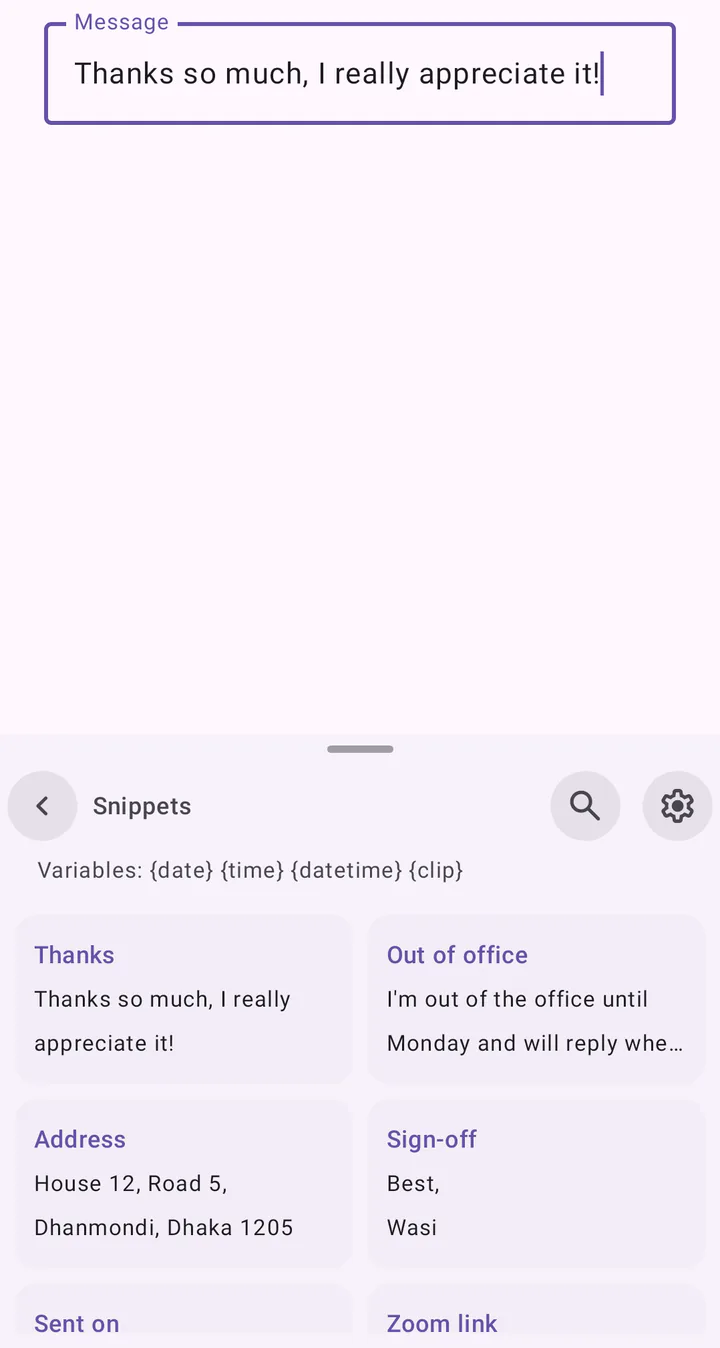 Message
Thanks so much, I really appreciate it!
Snippets
Variables: {date} {time} {datetime} {clip}
Thanks
Thanks so much, I really
appreciate it!
Out of office
I'm out of the office until
Monday and will reply whe…
Address
House 12, Road 5,
Dhanmondi, Dhaka 1205
Sign-off
Best,
Wasi
Sent on
Zoom link